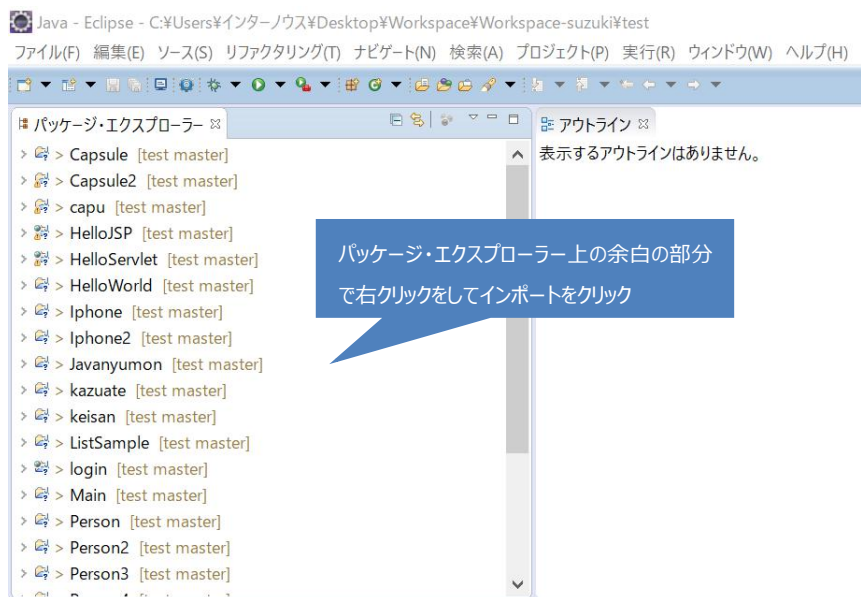 Java - Eclipse - C:¥Users¥インターノウス¥Desktop¥Workspace¥Workspace-suzuki¥test
ファイル(F) 編集(E) ソース(S) リファクタリング(T) ナビゲート(N) 検索(A) プロジェクト(P) 実行(R) ウィンドウ(W) ヘルプ(H)
パッケージ・エクスプローラー
> Capsule [test master]
> Capsule2 [test master]
> capu [test master]
> HelloJSP [test master]
> HelloServlet [test master]
> HelloWorld [test master]
> Iphone [test master]
> Iphone2 [test master]
> Javanyumon [test master]
> kazuate [test master]
> keisan [test master]
> ListSample [test master]
> login [test master]
> Main [test master]
> Person [test master]
> Person2 [test master]
> Person3 [test master]
アウトライン
表示するアウトラインはありません。
パッケージ・エクスプローラー上の余白の部分
で右クリックをしてインポートをクリック